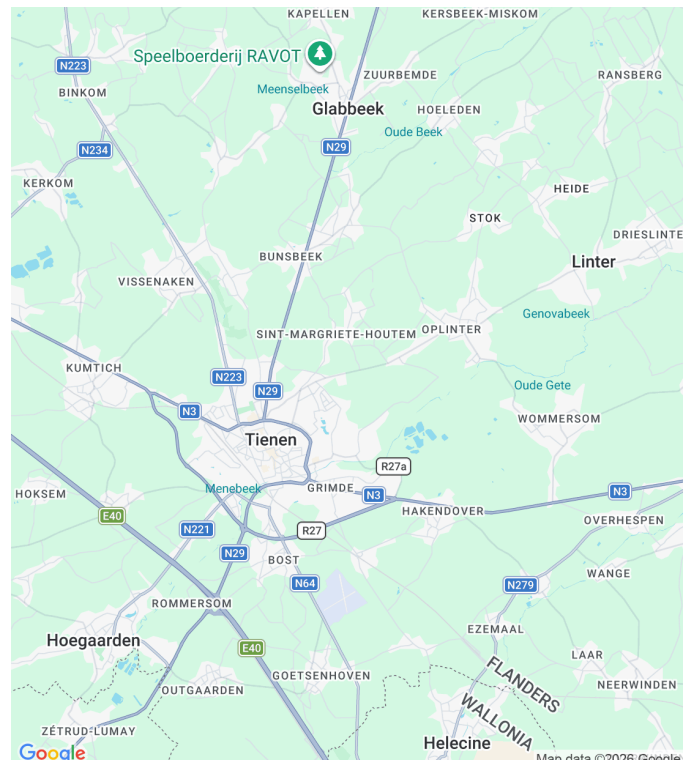 KAPELLEN
KERSBEEK-MISKOM
Speelboerderij RAVOT
N223
ZUURBEMDE
RANSBERG
BINKOM
Meenselbeek
Glabbeek
HOELEDEN
Oude Beek
N234
N29
KERKOM
HEIDE
STOK
DRIESLINTE
BUNSBEEK
Linter
VISSENAKEN
Genovabeek
SINT-MARGRIETE-HOUTEM
OPLINTER
KUMTICH
N223
N29
Oude Gete
N3
WOMMERSOM
Tienen
R27a
Menebeek
GRIMDE
N3
N3
HOKSEM
HAKENDOVER
E40
OVERHESPEN
N221
R27
N29
BOST
WANGE
N64
N279
ROMMERSOM
EZEMAAL
Hoegaarden
E40
LAAR
FLANDERS
GOETSENHOVEN
NEERWINDEN
OUTGAARDEN
WALLONIA
ZÉTRUD-LUMAY
Helecine
Google
Map data ©2026 Google